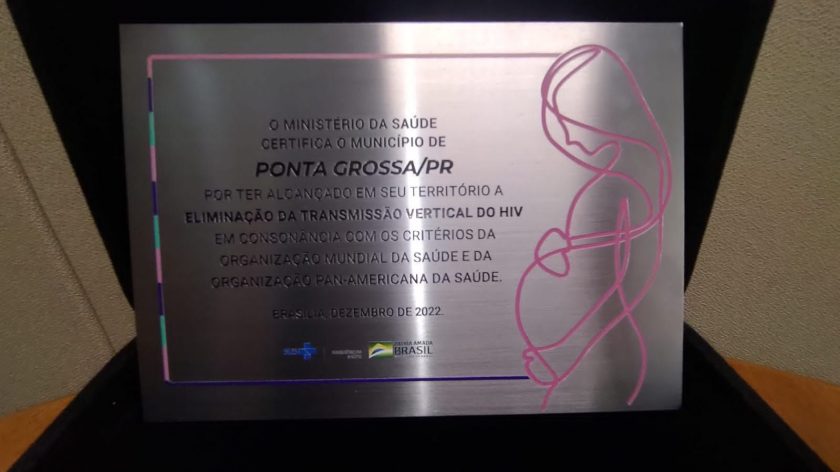 O MINISTÉRIO DA SAÚDE
CERTIFICA O MUNICÍPIO DE
PONTA GROSSA/PR
POR TER ALCANÇADO EM SEU TERRITÓRIO A
ELIMINAÇÃO DA TRANSMISSÃO VERTICAL DO HIV
EM CONSONÂNCIA COM OS CRITÉRIOS DA
ORGANIZAÇÃO MUNDIAL DA SAÚDE E DA
ORGANIZAÇÃO PAN-AMERICANA DA SAÚDE.
BRASÍLIA, DEZEMBRO DE 2022.
SUS
PÁTRIA AMADA
BRASIL